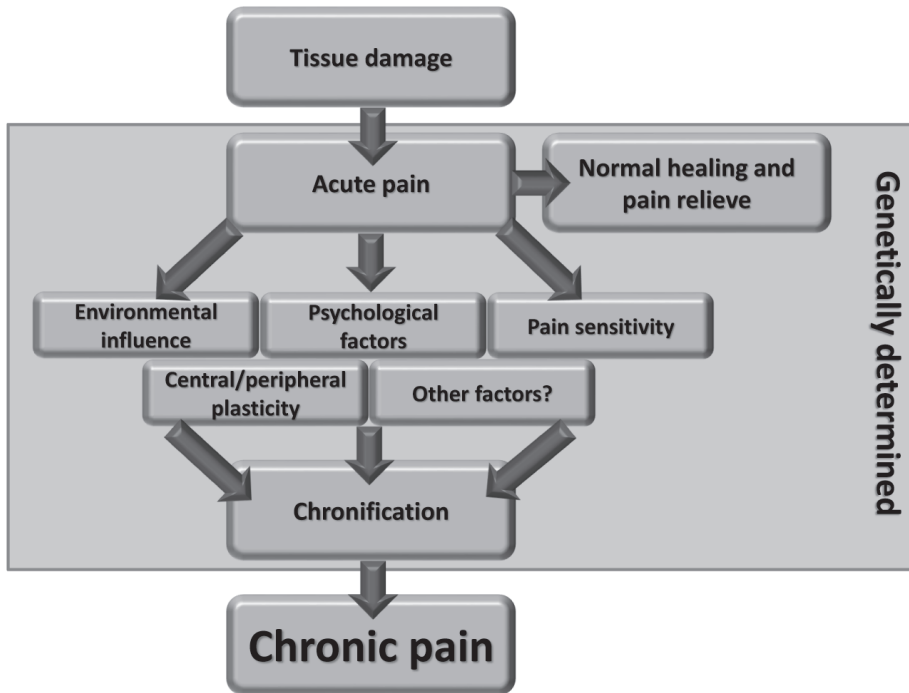 Tissue damage
Acute pain
Normal healing and
pain relieve
Genetically determined
Environmental
influence
Psychological
factors
Pain sensitivity
Central/peripheral
plasticity
Other factors?
Chronification
Chronic pain